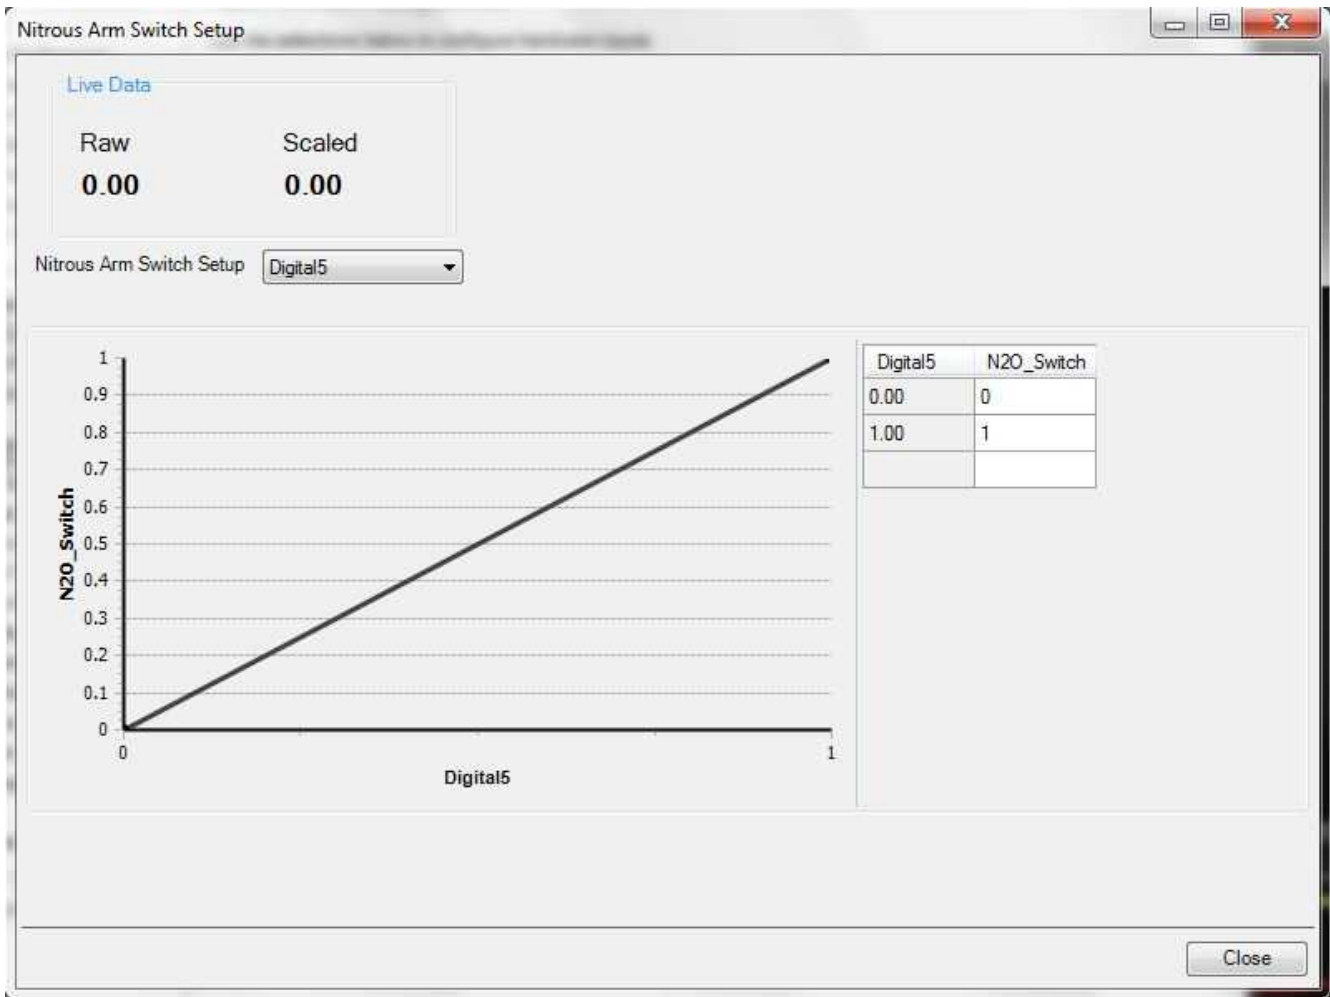 Nitrous Arm Switch Setup
Live Data
Raw Scaled
0.00 0.00
Nitrous Arm Switch Setup Digital5
1
0.9
0.8
0.7
0.6
0.5
0.4
0.3
0.2
0.1
0
N2O_Switch
0 1
Digital5
Digital5 N2O_Switch
0.00 0
1.00 1
Close